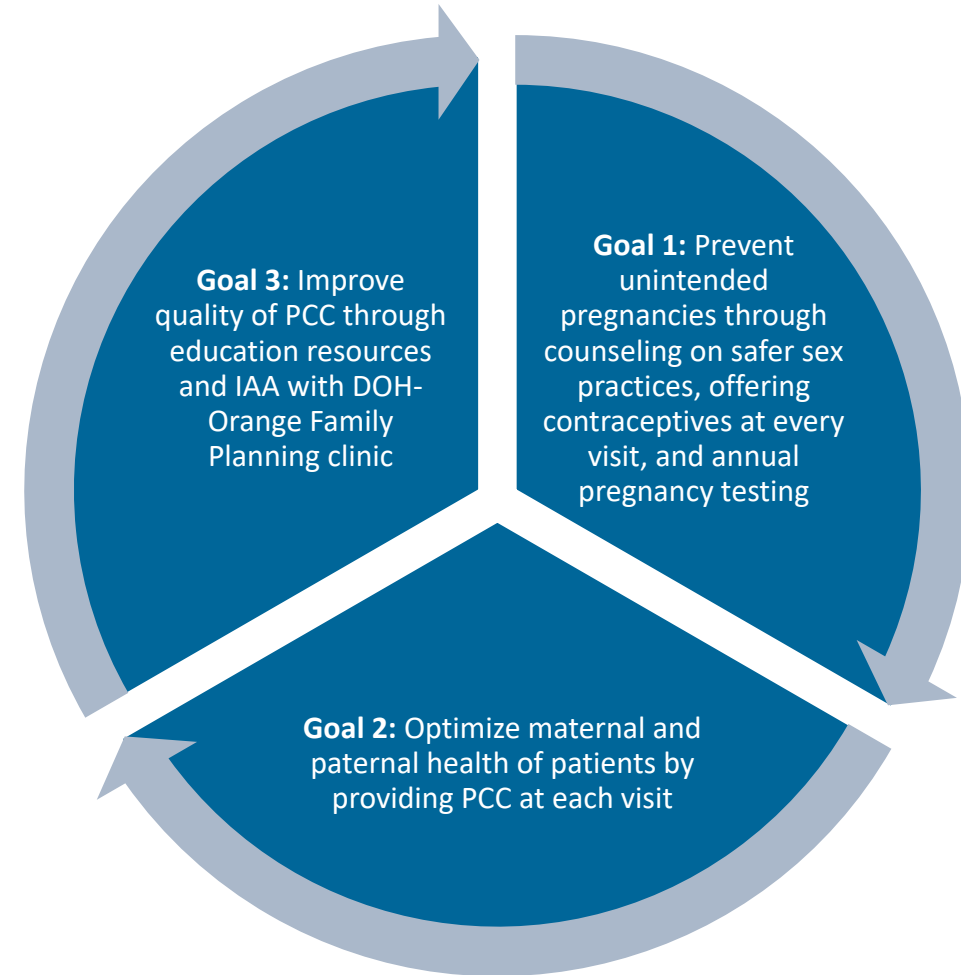 Goal 1: Prevent
unintended
pregnancies through
counseling on safer sex
practices, offering
contraceptives at every
visit, and annual
pregnancy testing
Goal 2: Optimize maternal and
paternal health of patients by
providing PCC at each visit
Goal 3: Improve
quality of PCC through
education resources
and IAA with DOH-
Orange Family
Planning clinic